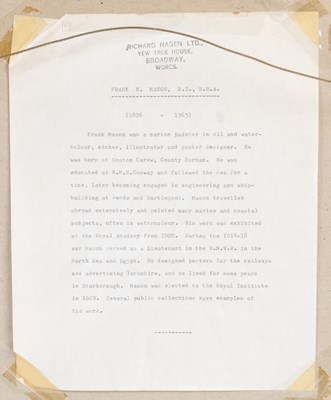 RICHARD HAGEN LTD.,
YEW TREE HOUSE,
BROADWAY,
WORCS.
FRANK H. MASON, R.I., R.B.A.
(1876 - 1965)
Frank Mason was a marine painter in oil and water-
colour, etcher, illustrator and poster designer. He
was born at Seaton Carew, County Durham. He was
educated at H.M.S.Conway and followed the sea for a
time, later becoming engaged in engineering and ship-
building at Leeds and Hartlepool. Mason travelled
abroad extensively and painted many marine and coastal
subjects, often in watercolour. His work was exhibited
at the Royal Academy from 1900. During the 1914-18
war Mason served as a Lieutenant in the R.N.V.R. in the
North Sea and Egypt. He designed posters for the railways
and advertising Yorkshire, and he lived for some years
in Scarborough. Mason was elected to the Royal Institute
in 1929. Several public collections have examples of
his work.